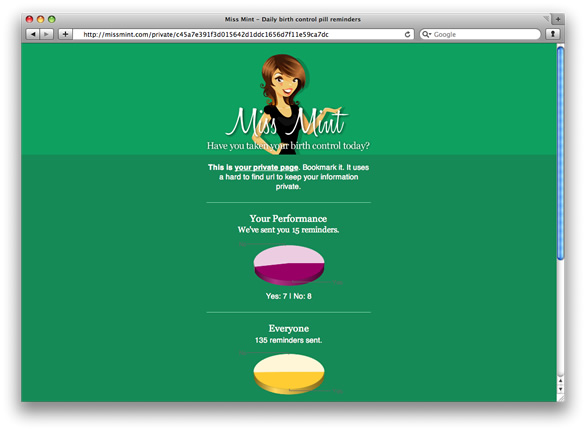 Miss Mint – Daily birth control pill reminders
http://missmint.com/private/c45a7e391f3d015642d1ddc1656d7f11e59ca7dc
Google
Miss Mint
Have you taken your birth control today?
This is your private page. Bookmark it. It uses
a hard to find url to keep your information
private.
Your Performance
We've sent you 15 reminders.
Yes: 7 | No: 8
Everyone
135 reminders sent.